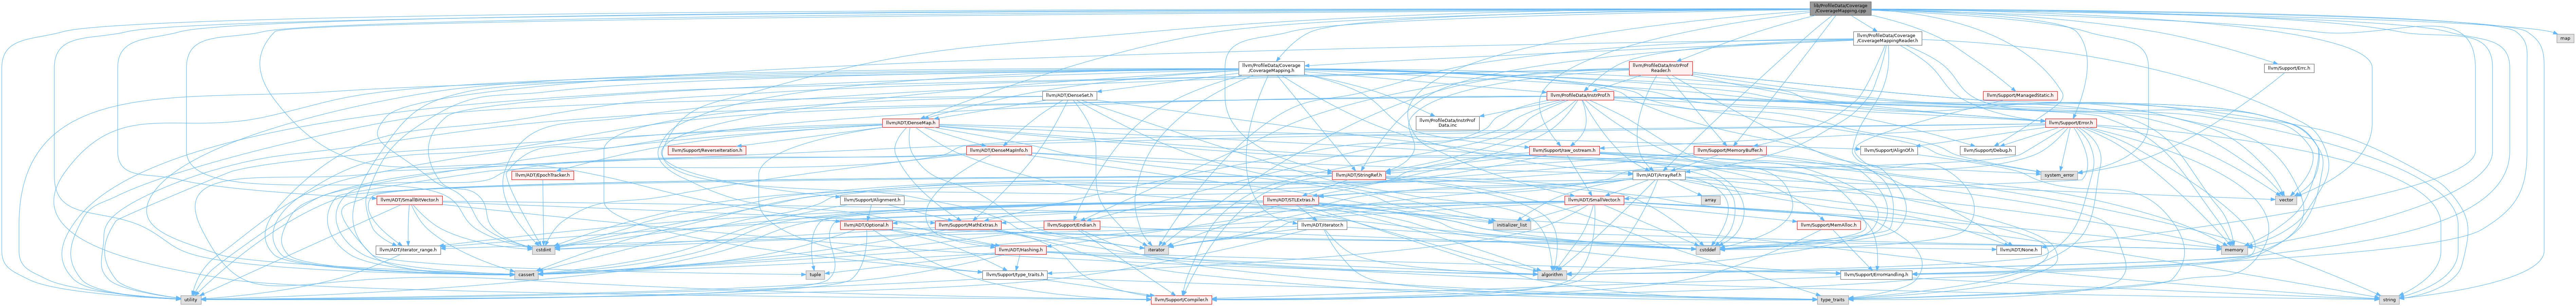 lib/ProfileData/Coverage
/CoverageMapping.cpp
llvm/ProfileData/Coverage
/CoverageMappingReader.h
map
llvm/ProfileData/Coverage
/CoverageMapping.h
llvm/ProfileData/InstrProf
Reader.h
llvm/Support/Errc.h
llvm/ADT/DenseSet.h
llvm/ProfileData/InstrProf.h
llvm/Support/ManagedStatic.h
llvm/ADT/DenseMap.h
llvm/ProfileData/InstrProf
Data.inc
llvm/Support/Error.h
llvm/Support/ReverseIteration.h
llvm/ADT/DenseMapInfo.h
llvm/Support/raw_ostream.h
llvm/Support/MemoryBuffer.h
llvm/Support/AlignOf.h
llvm/Support/Debug.h
llvm/ADT/EpochTracker.h
llvm/ADT/StringRef.h
llvm/ADT/ArrayRef.h
system_error
llvm/ADT/SmallBitVector.h
llvm/Support/Alignment.h
llvm/ADT/STLExtras.h
llvm/ADT/SmallVector.h
array
vector
llvm/ADT/Optional.h
llvm/Support/MathExtras.h
llvm/Support/Endian.h
llvm/ADT/iterator.h
initializer_list
llvm/Support/MemAlloc.h
llvm/ADT/iterator_range.h
cstdint
llvm/ADT/Hashing.h
iterator
cstddef
llvm/ADT/None.h
memory
cassert
tuple
llvm/Support/type_traits.h
algorithm
llvm/Support/ErrorHandling.h
utility
llvm/Support/Compiler.h
type_traits
string